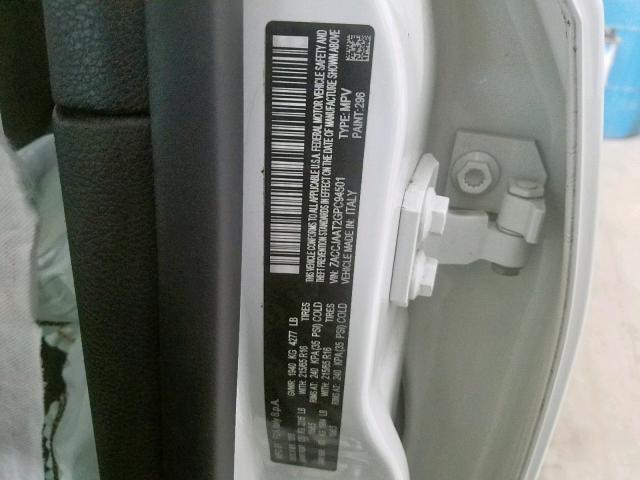 S.p.A.
GVWR: 1940 KG 4277 LB
TIRES
WITH: 215/65 R16
RIMS AT: 240 KPA(35 PSI) COLD
TIRES
WITH: 215/65 R16
RIMS AT: 240 KPA(35 PSI) COLD
THIS VEHICLE CONFORMS TO ALL APPLICABLE U.S.A. FEDERAL MOTOR VEHICLE SAFETY AND
THEFT PREVENTION STANDARDS IN EFFECT ON THE DATE OF MANUFACTURE SHOWN ABOVE
VIN: ZACCJAAT2GPC94501
TYPE: MPV
VEHICLE MADE IN: ITALY
PAINT: 296